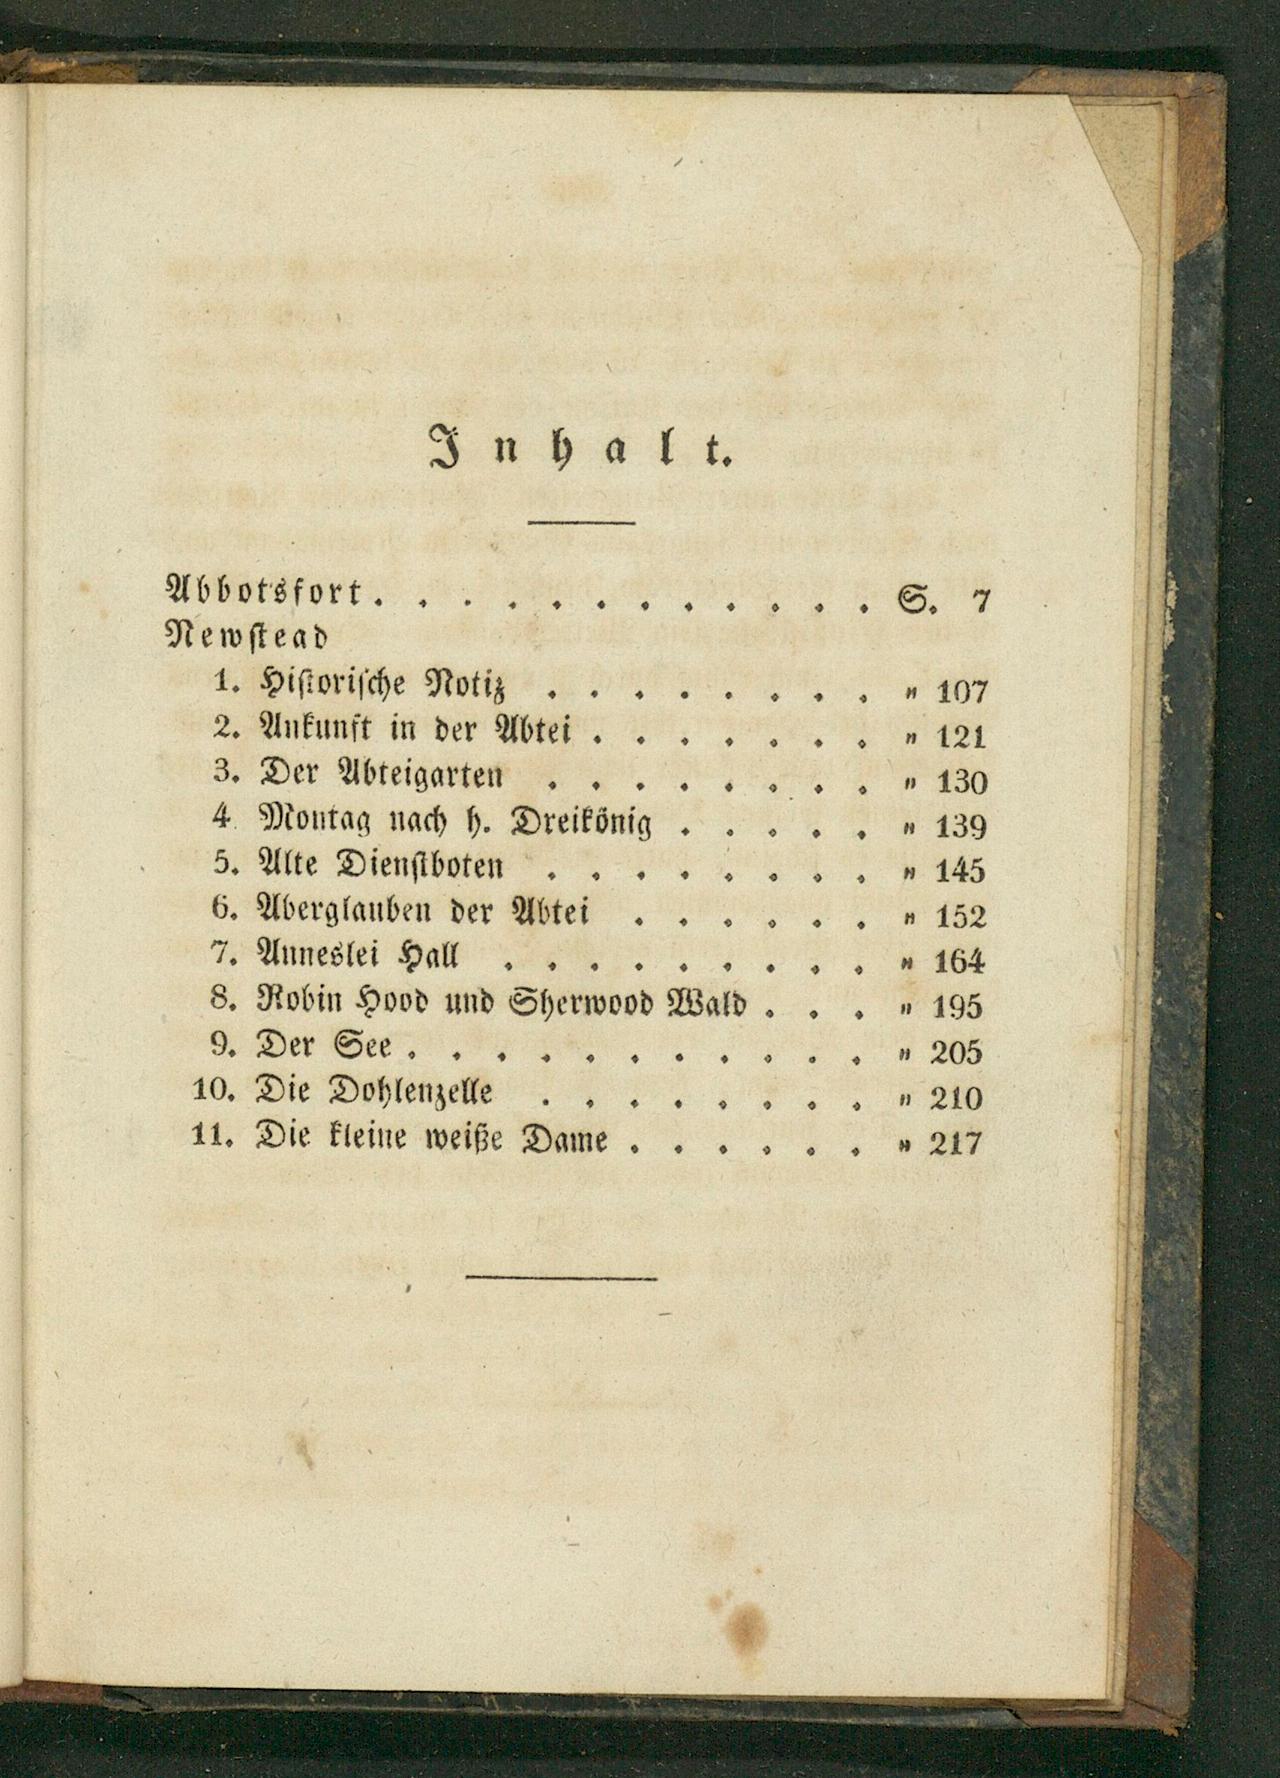 Inhalt.
Abbotsfort. . . . . . . . . . . . S. 7
Newſtead
1. Hiſtoriſche Notiz . . . . . . . . „ 107
2. Ankunft in der Abtei . . . . . . . „ 121
3. Der Abteigarten . . . . . . . . „ 130
4 Montag nach h. Dreikönig . . . . . „ 139
5. Alte Dienſtboten . . . . . . . . „ 145
6. Aberglauben der Abtei . . . . . . „ 152
7. Anneslei Hall . . . . . . . . . „ 164
8. Robin Hood und Sherwood Wald . . . „ 195
9. Der See . . . . . . . . . . . „ 205
10. Die Dohlenzelle . . . . . . . . „ 210
11. Die kleine weiße Dame . . . . . . „ 217